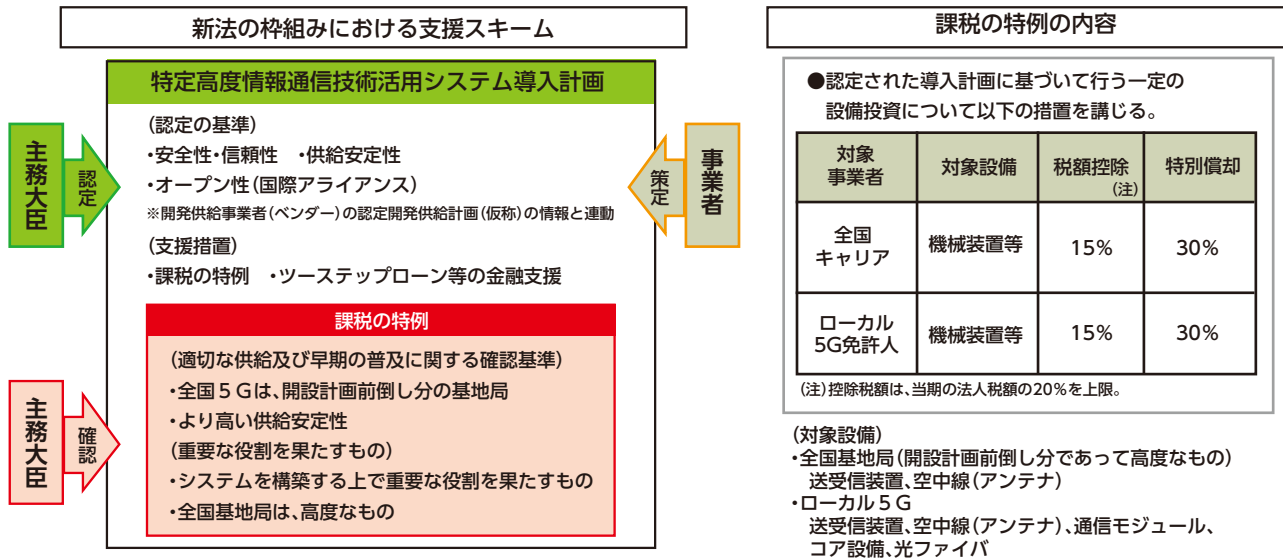 新法の枠組みにおける支援スキーム
特定高度情報通信技術活用システム導入計画
主務大臣
認定
(認定の基準)
・安全性・信頼性　・供給安定性
・オープン性(国際アライアンス)
※開発供給事業者(ベンダー)の認定開発供給計画(仮称)の情報と連動
(支援措置)
・課税の特例　・ツーステップローン等の金融支援
策定
事業者
主務大臣
確認
課税の特例
(適切な供給及び早期の普及に関する確認基準)
・全国5Gは、開設計画前倒し分の基地局
・より高い供給安定性
(重要な役割を果たすもの)
・システムを構築する上で重要な役割を果たすもの
・全国基地局は、高度なもの
課税の特例の内容
●認定された導入計画に基づいて行う一定の
設備投資について以下の措置を講じる。
対象
事業者
対象設備
税額控除
(注)
特別償却
全国
キャリア
機械装置等
15%
30%
ローカル
5G免許人
機械装置等
15%
30%
(注)控除税額は、当期の法人税額の20%を上限。
(対象設備)
・全国基地局(開設計画前倒し分であって高度なもの)
送受信装置、空中線(アンテナ)
・ローカル5G
送受信装置、空中線(アンテナ)、通信モジュール、
コア設備、光ファイバ